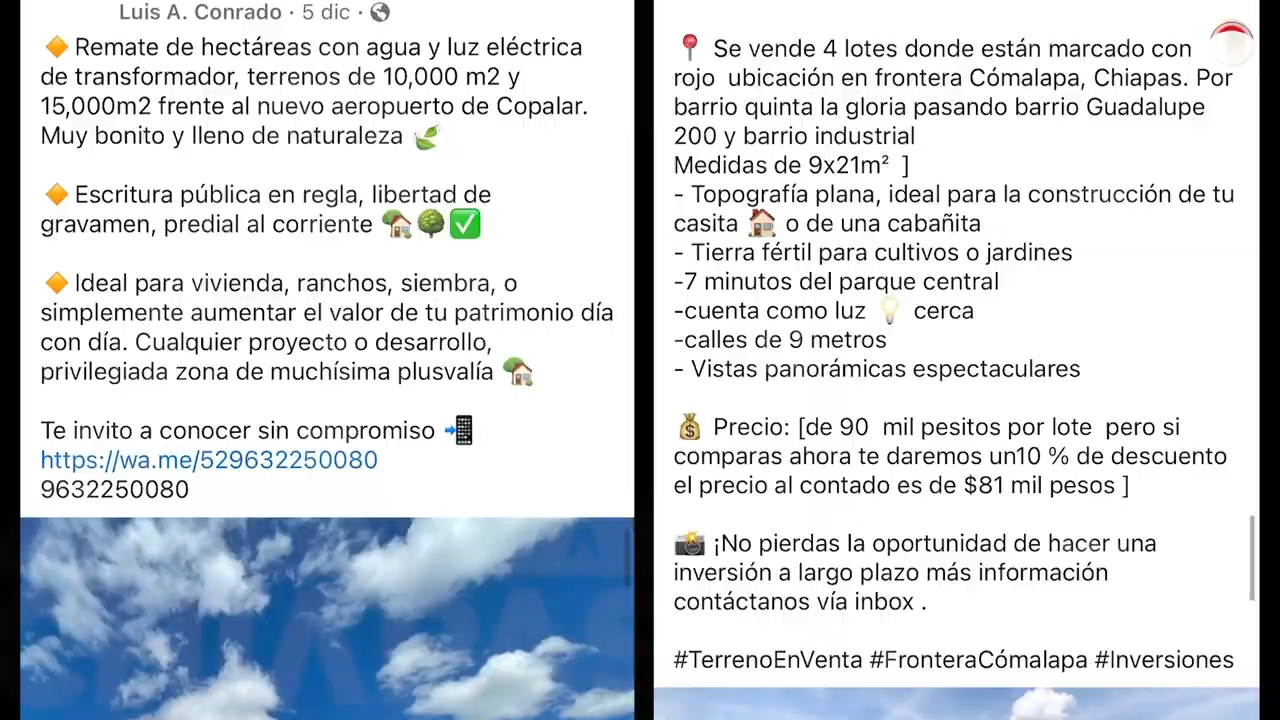 Luis A. Conrado · 5 dic ·
🔶 Remate de hectáreas con agua y luz eléctrica
de transformador, terrenos de 10,000 m2 y
15,000m2 frente al nuevo aeropuerto de Copalar.
Muy bonito y lleno de naturaleza 🍃
🔶 Escritura pública en regla, libertad de
gravamen, predial al corriente 🏡🌳✅
🔶 Ideal para vivienda, ranchos, siembra, o
simplemente aumentar el valor de tu patrimonio día
con día. Cualquier proyecto o desarrollo,
privilegiada zona de muchísima plusvalía 🏡
Te invito a conocer sin compromiso 📲
https://wa.me/529632250080
9632250080
📍 Se vende 4 lotes donde están marcado con
rojo ubicación en frontera Cómalapa, Chiapas. Por
barrio quinta la gloria pasando barrio Guadalupe
200 y barrio industrial
Medidas de 9x21m² ]
- Topografía plana, ideal para la construcción de tu
casita 🏠 o de una cabañita
- Tierra fértil para cultivos o jardines
-7 minutos del parque central
-cuenta como luz 💡 cerca
-calles de 9 metros
- Vistas panorámicas espectaculares
💰 Precio: [de 90 mil pesitos por lote pero si
comparas ahora te daremos un10 % de descuento
el precio al contado es de $81 mil pesos ]
📸 ¡No pierdas la oportunidad de hacer una
inversión a largo plazo más información
contáctanos vía inbox .
#TerrenoEnVenta #FronteraCómalapa #Inversiones